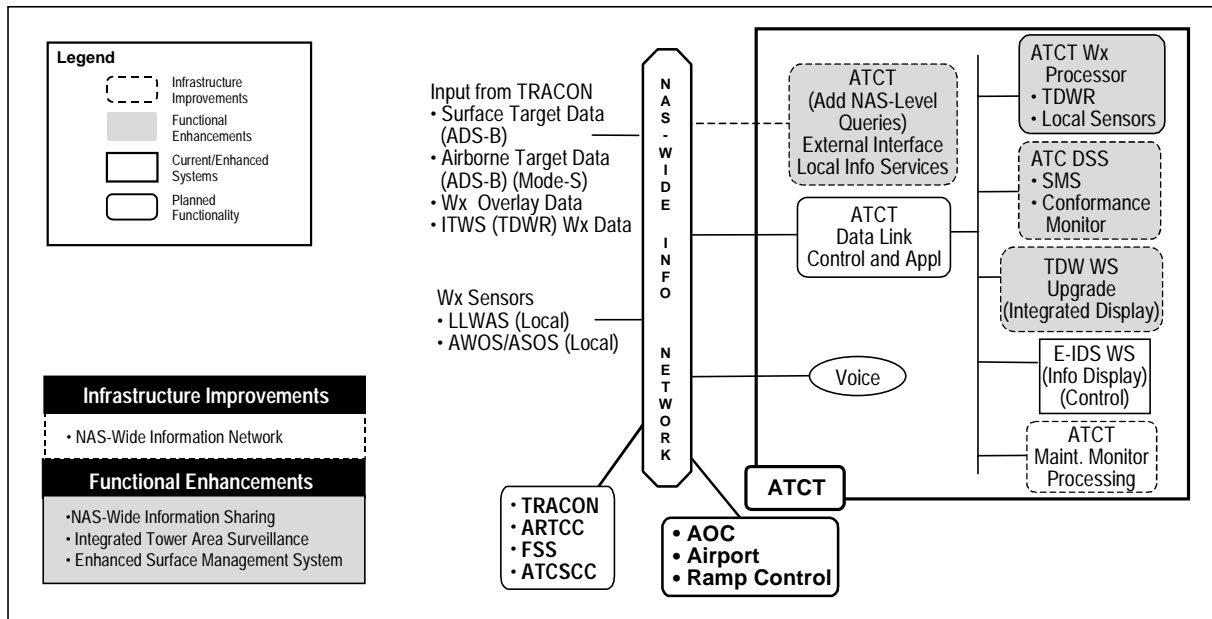 Legend
Infrastructure
Improvements
Functional
Enhancements
Current/Enhanced
Systems
Planned
Functionality
Input from TRACON
• Surface Target Data
(ADS-B)
• Airborne Target Data
(ADS-B) (Mode-S)
• Wx Overlay Data
• ITWS (TDWR) Wx Data
Wx Sensors
• LLWAS (Local)
• AWOS/ASOS (Local)
NAS-WIDE INFO NETWORK
ATCT
(Add NAS-Level
Queries)
External Interface
Local Info Services
ATCT
Data Link
Control and Appl
Voice
ATCT Wx
Processor
• TDWR
• Local Sensors
ATC DSS
• SMS
• Conformance
Monitor
TDW WS
Upgrade
(Integrated Display)
E-IDS WS
(Info Display)
(Control)
ATCT
Maint. Monitor
Processing
ATCT
Infrastructure Improvements
• NAS-Wide Information Network
Functional Enhancements
•NAS-Wide Information Sharing
• Integrated Tower Area Surveillance
• Enhanced Surface Management System
• TRACON
• ARTCC
• FSS
• ATCSCC
• AOC
• Airport
• Ramp Control